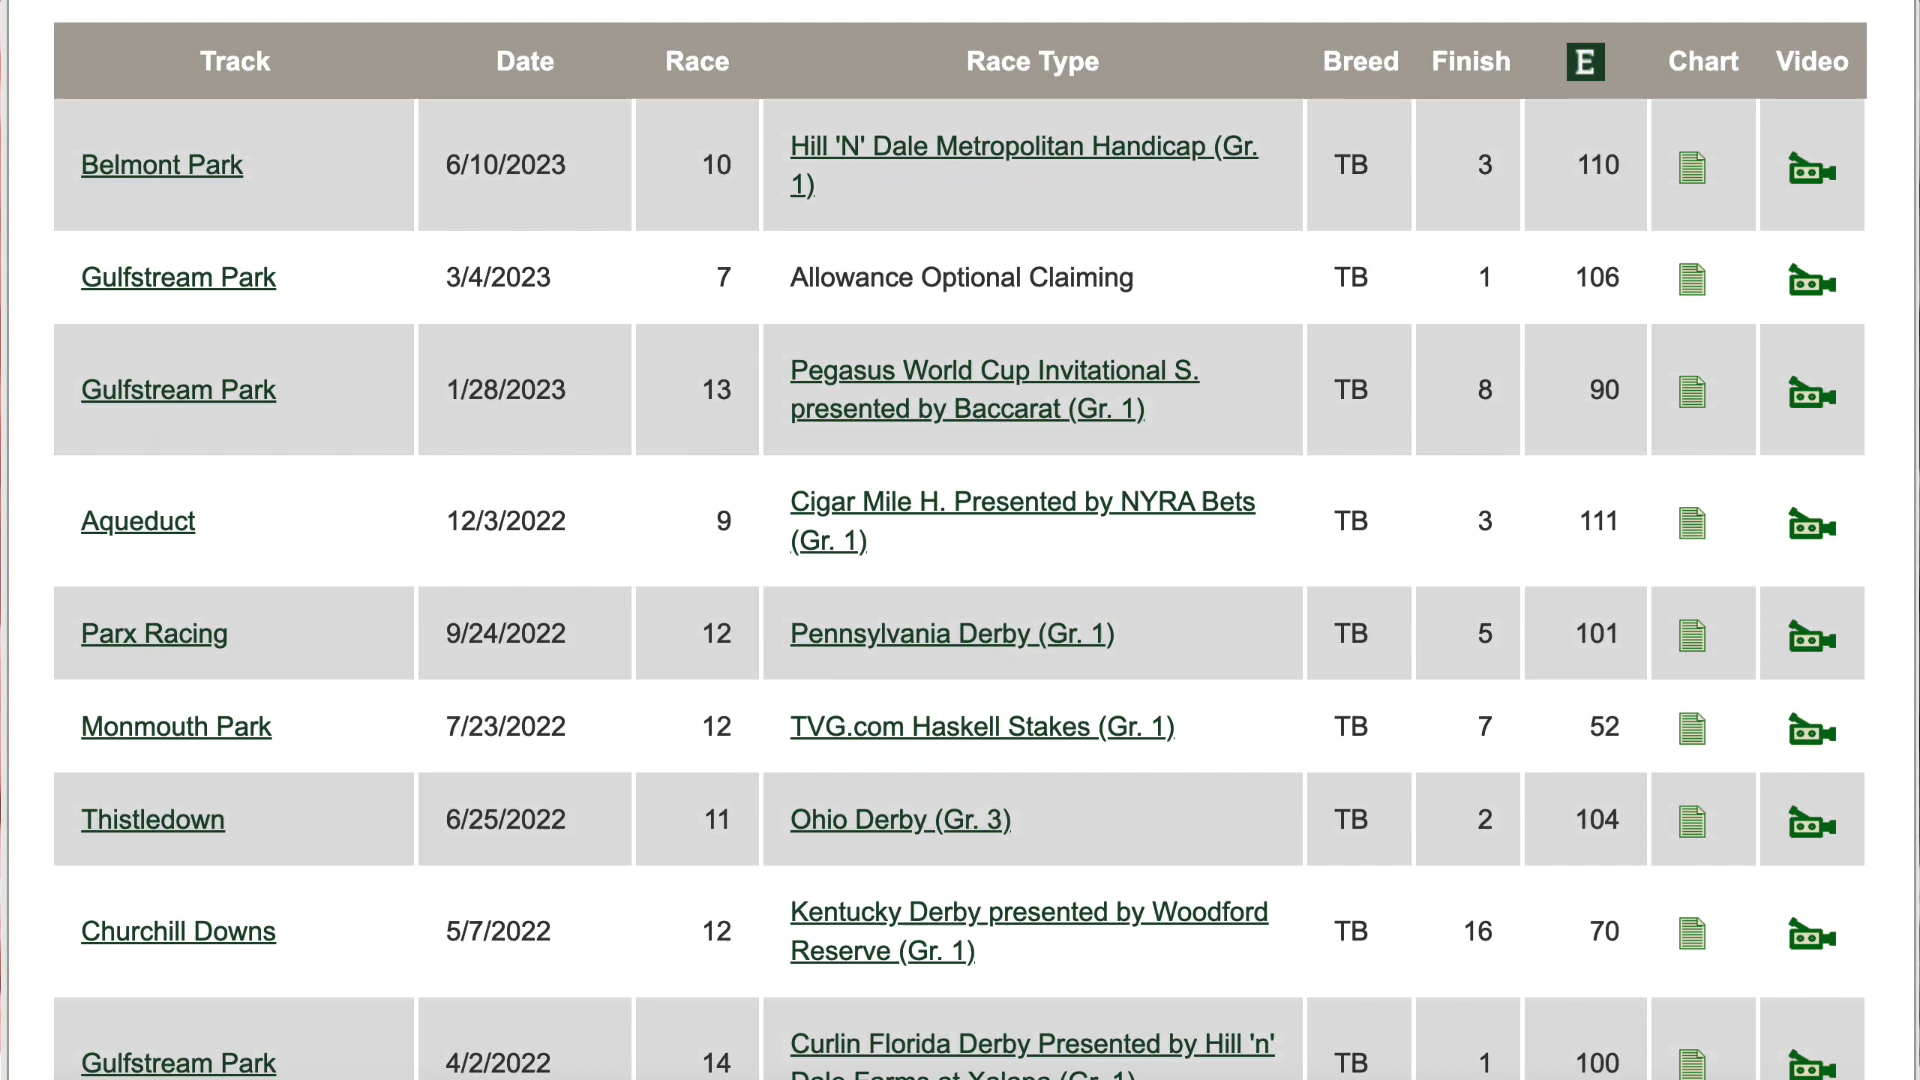 Track Date Race Race Type Breed Finish E Chart Video
Belmont Park 6/10/2023 10 Hill 'N' Dale Metropolitan Handicap (Gr.
1) TB 3 110
Gulfstream Park 3/4/2023 7 Allowance Optional Claiming TB 1 106
Gulfstream Park 1/28/2023 13 Pegasus World Cup Invitational S.
presented by Baccarat (Gr. 1) TB 8 90
Aqueduct 12/3/2022 9 Cigar Mile H. Presented by NYRA Bets
(Gr. 1) TB 3 111
Parx Racing 9/24/2022 12 Pennsylvania Derby (Gr. 1) TB 5 101
Monmouth Park 7/23/2022 12 TVG.com Haskell Stakes (Gr. 1) TB 7 52
Thistledown 6/25/2022 11 Ohio Derby (Gr. 3) TB 2 104
Churchill Downs 5/7/2022 12 Kentucky Derby presented by Woodford
Reserve (Gr. 1) TB 16 70
Gulfstream Park 4/2/2022 14 Curlin Florida Derby Presented by Hill 'n'
Dale Farms at Xalapa (Gr. 1) TB 1 100